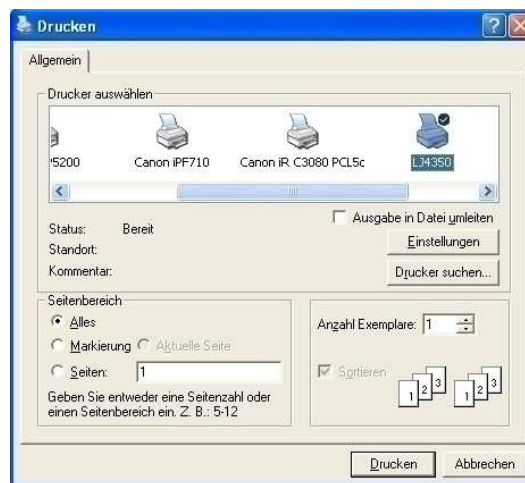 Drucken
Allgemein
Drucker auswählen
5200
Canon iPF710
Canon iR C3080 PCL5c
LJ4350
Status: Bereit
Standort:
Kommentar:
Ausgabe in Datei umleiten
Einstellungen
Drucker suchen...
Seitenbereich
Alles
Markierung Aktuelle Seite
Seiten: 1
Geben Sie entweder eine Seitenzahl oder
einen Seitenbereich ein. Z. B.: 5-12
Anzahl Exemplare: 1
Sortieren
1 2 3 1 2 3
Drucken Abbrechen